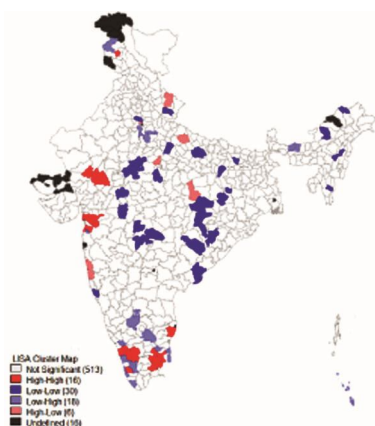 LISA Cluster Map
Not Significant (513)
High-High (16)
Low-Low (30)
Low-High (18)
High-Low (6)
Undefined (16)